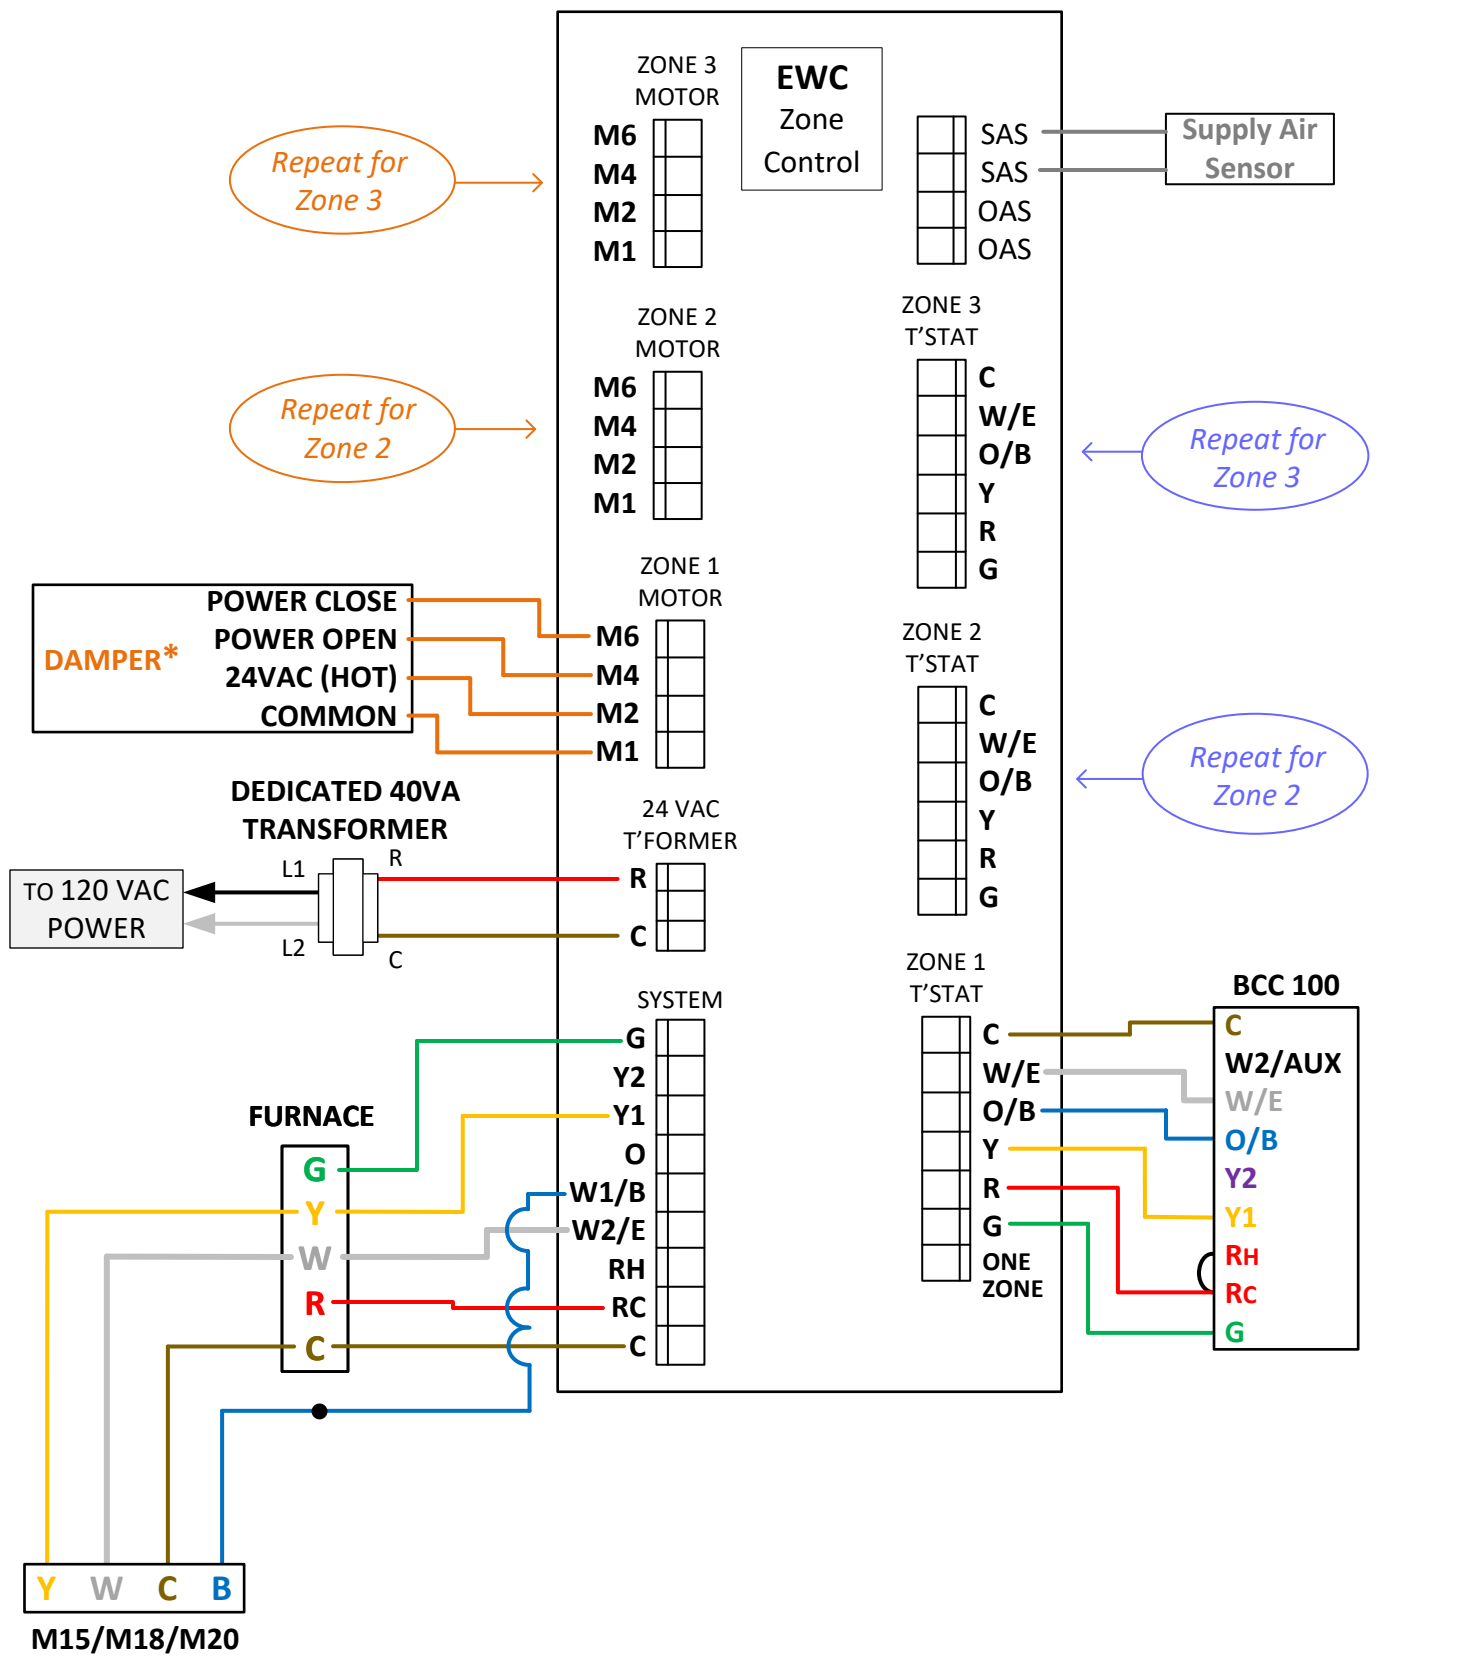 EWC
Zone
Control
ZONE 3
MOTOR
M6
M4
M2
M1
Repeat for
Zone 3
SAS
SAS
OAS
OAS
Supply Air
Sensor
ZONE 2
MOTOR
M6
M4
M2
M1
Repeat for
Zone 2
ZONE 3
T'STAT
C
W/E
O/B
Y
R
G
Repeat for
Zone 3
ZONE 1
MOTOR
M6
M4
M2
M1
DAMPER*
POWER CLOSE
POWER OPEN
24VAC (HOT)
COMMON
ZONE 2
T'STAT
C
W/E
O/B
Y
R
G
Repeat for
Zone 2
DEDICATED 40VA
TRANSFORMER
L1
R
L2
C
TO 120 VAC
POWER
24 VAC
T'FORMER
R
C
SYSTEM
G
Y2
Y1
O
W1/B
W2/E
RH
RC
C
FURNACE
G
Y
W
R
C
ZONE 1
T'STAT
C
W/E
O/B
Y
R
G
ONE
ZONE
BCC 100
C
W2/AUX
W/E
O/B
Y2
Y1
RH
RC
G
Y W C B
M15/M18/M20